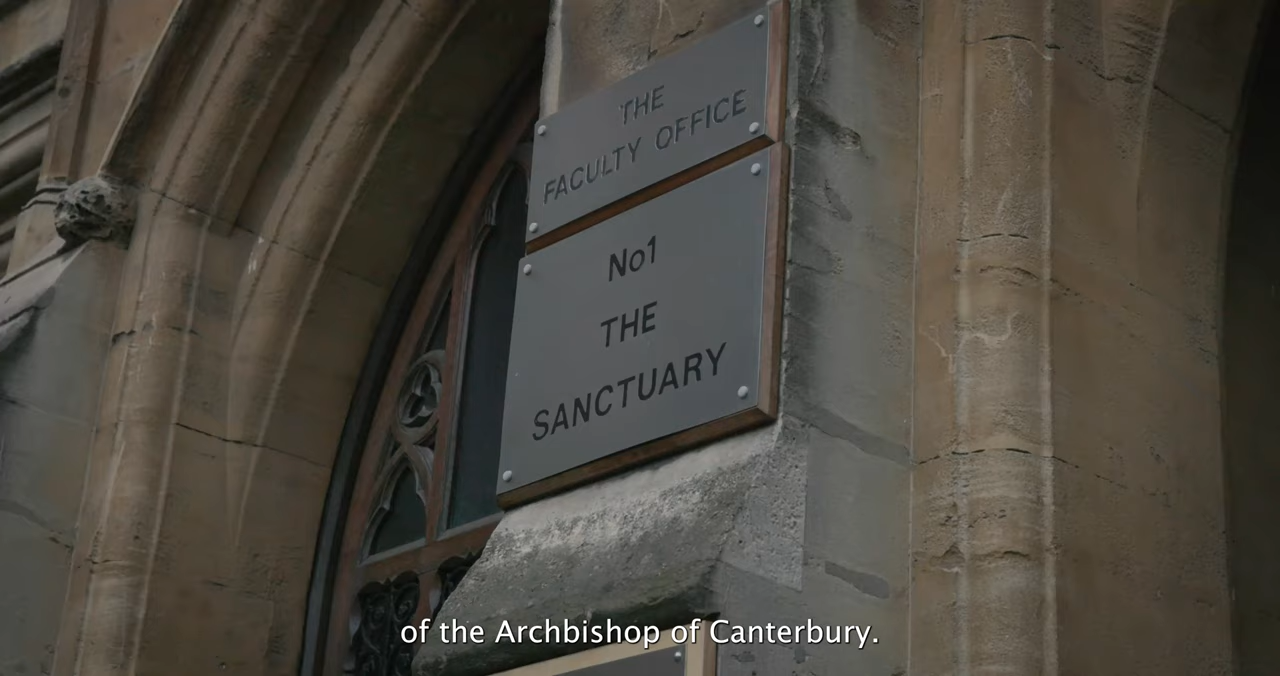 THE
FACULTY OFFICE
No1
THE
SANCTUARY
of the Archbishop of Canterbury.